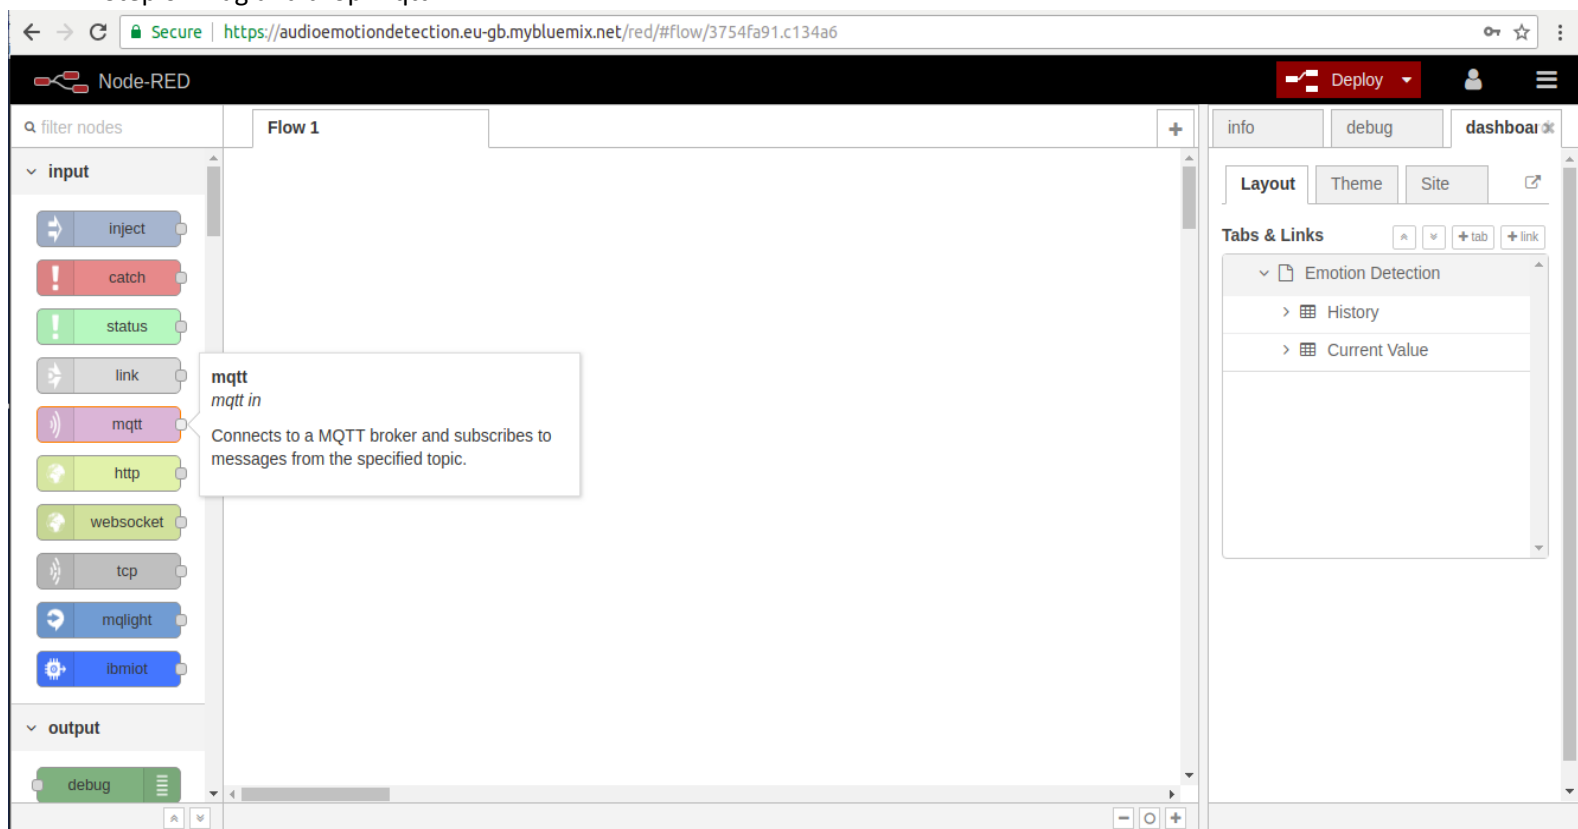 Secure
https://audioemotiondetection.eu-gb.mybluemix.net/red/#flow/3754fa91.c134a6
Node-RED
Deploy
filter nodes
Flow 1
info
debug
dashboar
input
Layout
Theme
Site
inject
Tabs & Links
tab
link
catch
Emotion Detection
status
History
link
Current Value
mqtt
mqtt in
mqtt
Connects to a MQTT broker and subscribes to
messages from the specified topic.
http
websocket
tcp
mqlight
ibmiot
output
debug